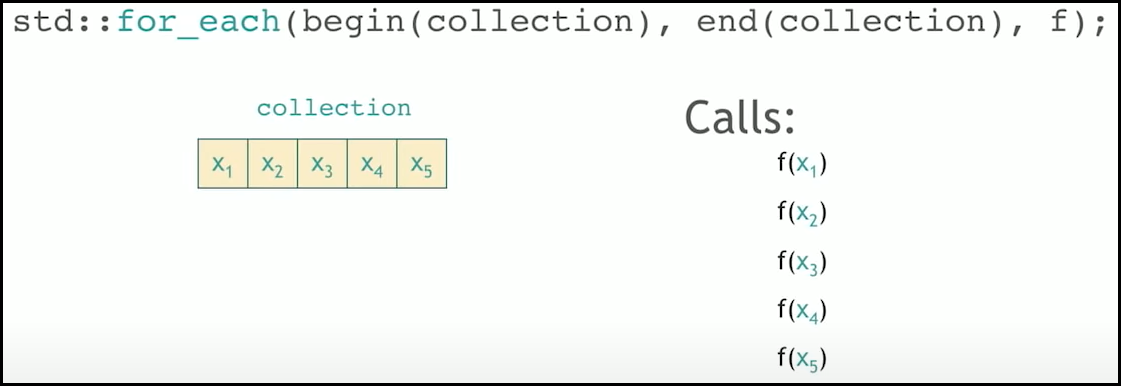 std::for_each(begin(collection), end(collection), f);
collection
x₁ x₂ x₃ x₄ x₅
Calls:
f(x₁)
f(x₂)
f(x₃)
f(x₄)
f(x₅)